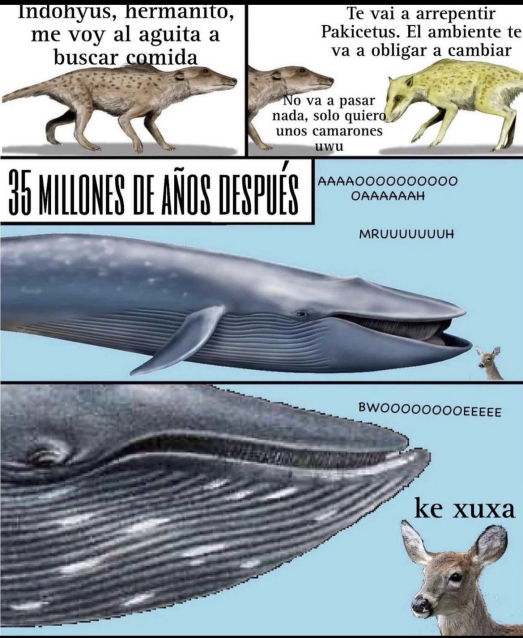 Indohyus, hermanito,
me voy al aguita a
buscar comida
Te vai a arrepentir
Pakicetus. El ambiente te
va a obligar a cambiar
No va a pasar
nada, solo quiero
unos camarones
uwu
35 MILLONES DE AÑOS DESPUÉS
AAAAOOOOOOOOOO
OAAAAAAH
MRUUUUUUUH
BWOOOOOOOOOEEEEE
ke xuxa